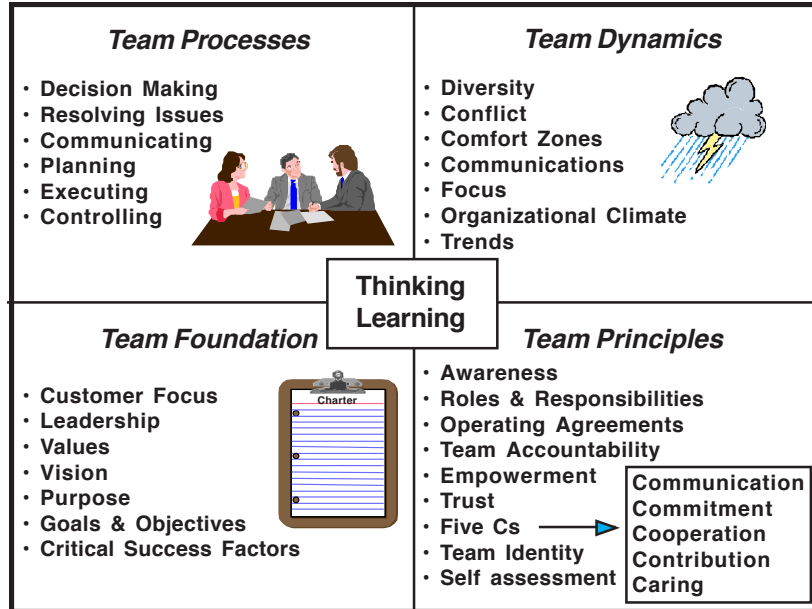 Team Processes
• Decision Making
• Resolving Issues
• Communicating
• Planning
• Executing
• Controlling
Team Dynamics
• Diversity
• Conflict
• Comfort Zones
• Communications
• Focus
• Organizational Climate
• Trends
Thinking
Learning
Team Foundation
• Customer Focus
• Leadership
• Values
• Vision
• Purpose
• Goals & Objectives
• Critical Success Factors
Charter
Team Principles
• Awareness
• Roles & Responsibilities
• Operating Agreements
• Team Accountability
• Empowerment
• Trust
• Five Cs
• Team Identity
• Self assessment
Communication
Commitment
Cooperation
Contribution
Caring